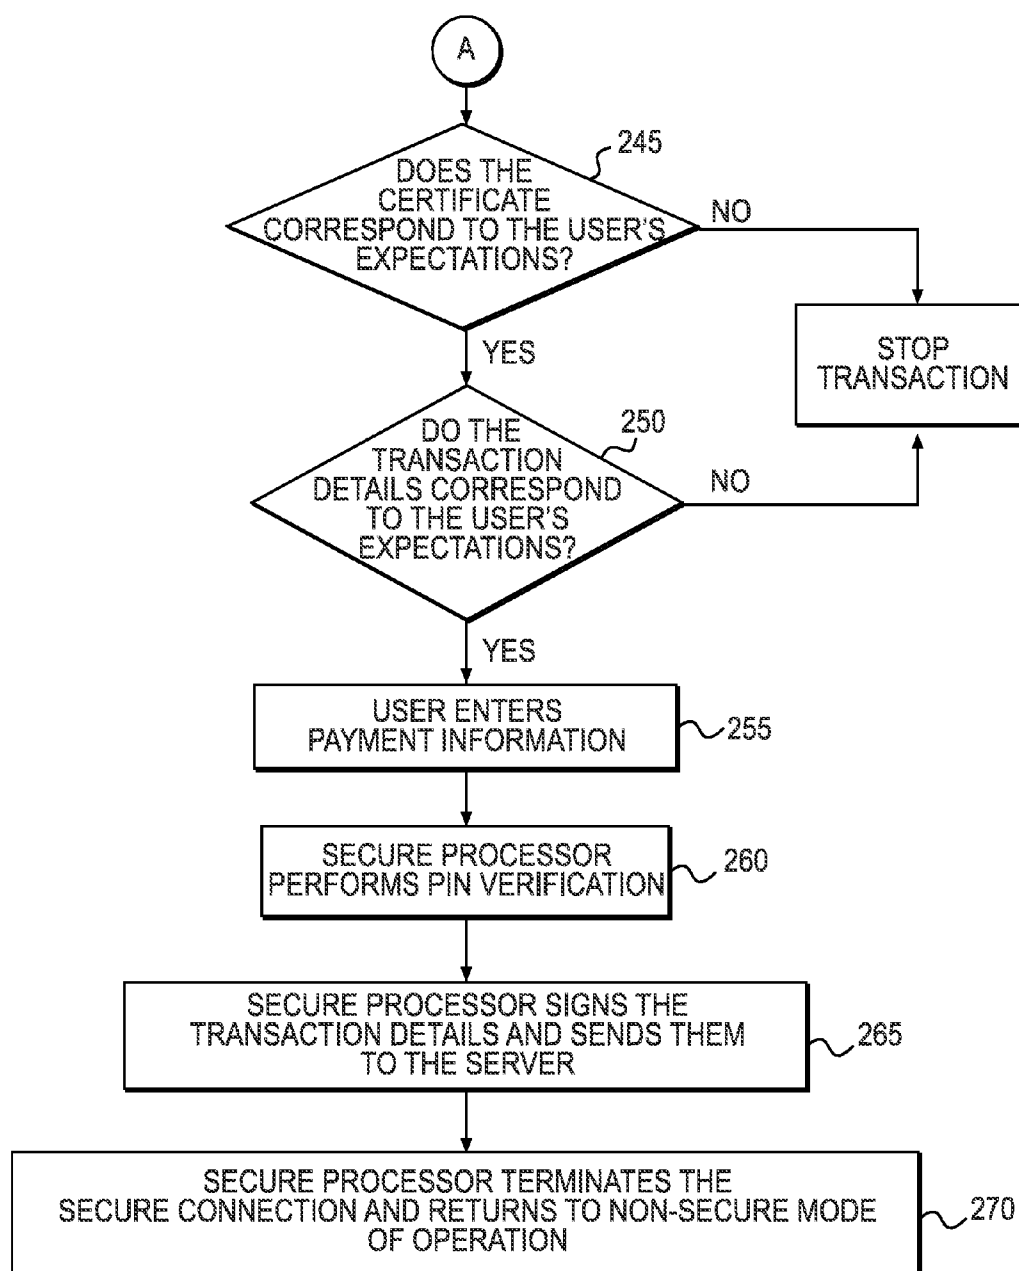 A
245
DOES THE
CERTIFICATE
CORRESPOND TO THE USER'S
EXPECTATIONS?
NO
STOP
TRANSACTION
YES
250
DO THE
TRANSACTION
DETAILS CORRESPOND
TO THE USER'S
EXPECTATIONS?
NO
YES
USER ENTERS
PAYMENT INFORMATION
255
SECURE PROCESSOR
PERFORMS PIN VERIFICATION
260
SECURE PROCESSOR SIGNS THE
TRANSACTION DETAILS AND SENDS THEM
TO THE SERVER
265
SECURE PROCESSOR TERMINATES THE
SECURE CONNECTION AND RETURNS TO NON-SECURE MODE
OF OPERATION
270